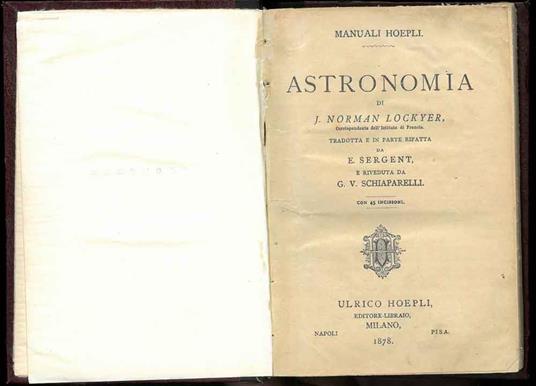 MANUALI HOEPLI.
ASTRONOMIA
DI
J. NORMAN LOCKYER,
Corrispondente dell'Istituto di Francia.
TRADOTTA E IN PARTE RIFATTA
DA
E. SERGENT,
E RIVEDUTA DA
G. V. SCHIAPARELLI.
CON 45 INCISIONI.
ULRICO HOEPLI,
EDITORE-LIBRAIO,
NAPOLI MILANO, PISA.
1878.